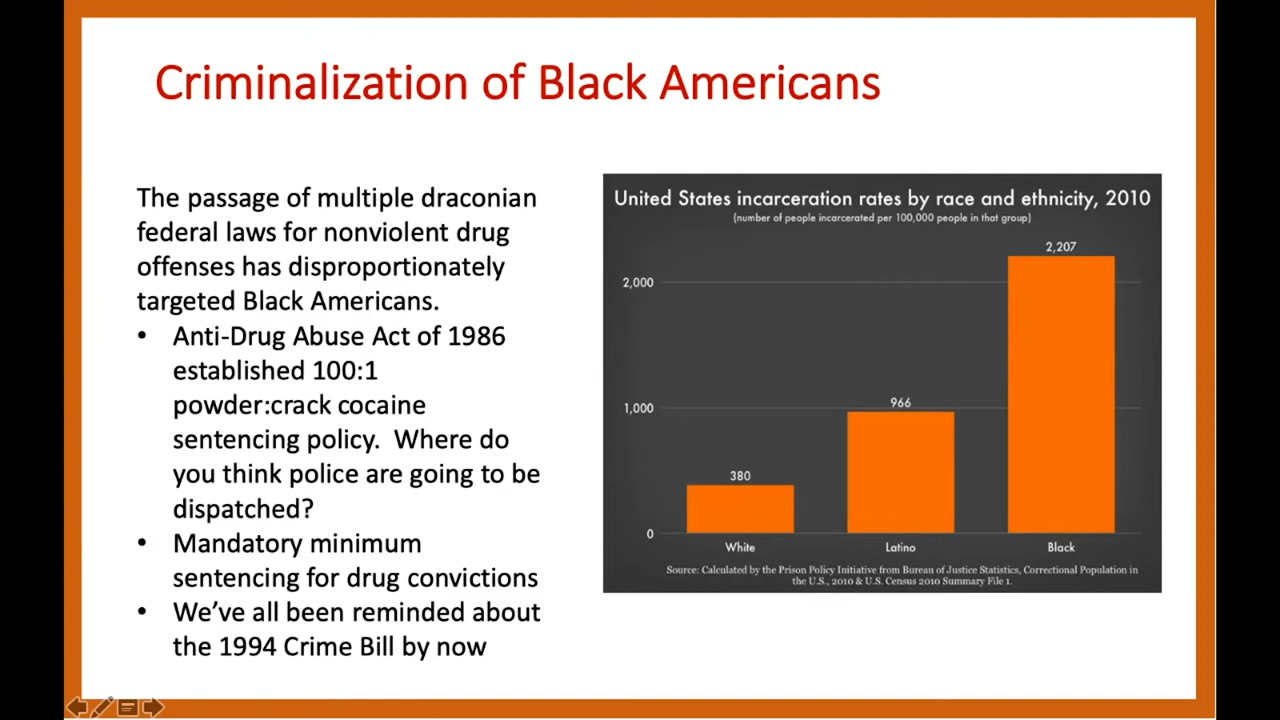 Criminalization of Black Americans
The passage of multiple draconian
federal laws for nonviolent drug
offenses has disproportionately
targeted Black Americans.
• Anti-Drug Abuse Act of 1986
established 100:1
powder:crack cocaine
sentencing policy.  Where do
you think police are going to be
dispatched?
• Mandatory minimum
sentencing for drug convictions
• We’ve all been reminded about
the 1994 Crime Bill by now
United States incarceration rates by race and ethnicity, 2010
(number of people incarcerated per 100,000 people in that group)
2,207
2,000
966
1,000
380
0
White Latino Black
Source: Calculated by the Prison Policy Initiative from Bureau of Justice Statistics, Correctional Population in
the U.S., 2010 & U.S. Census 2010 Summary File 1.